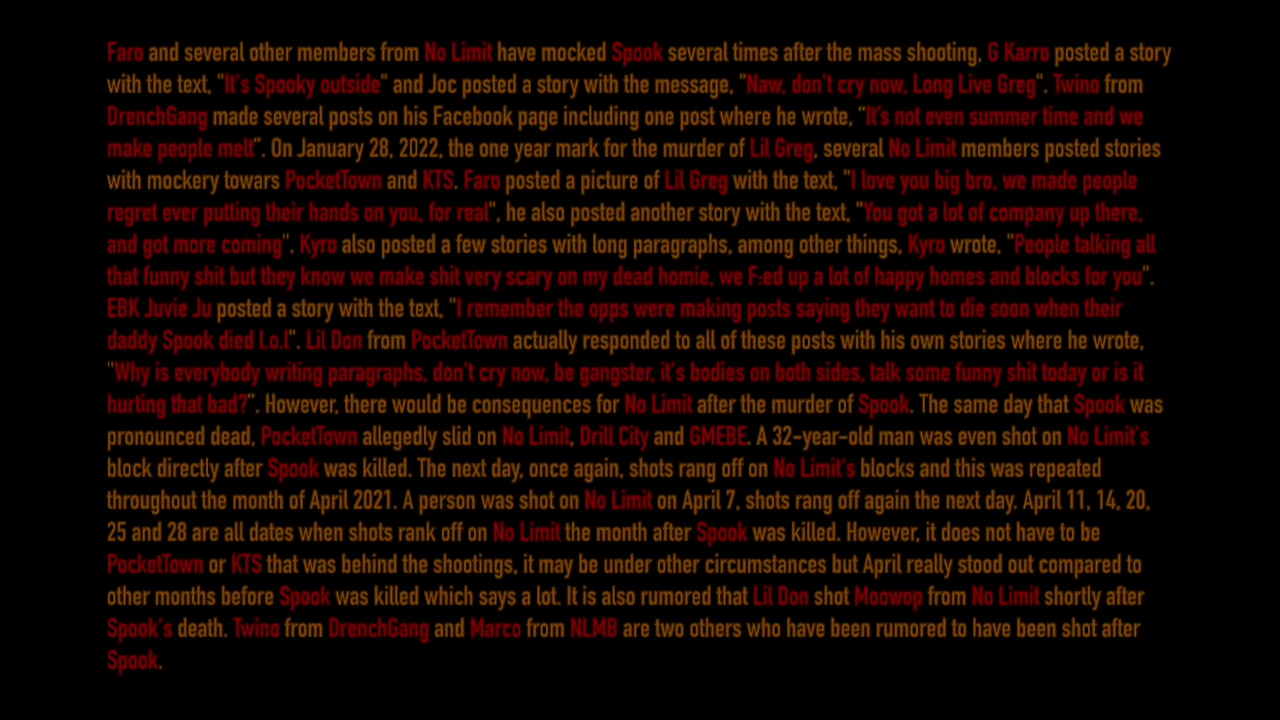 Faro and several other members from No Limit have mocked Spook several times after the mass shooting, G Karro posted a story
with the text, "It's Spooky outside" and Joc posted a story with the message, "Naw, don't cry now, Long Live Greg". Twino from
DrenchGang made several posts on his Facebook page including one post where he wrote, "It's not even summer time and we
make people melt". On January 28, 2022, the one year mark for the murder of Lil Greg, several No Limit members posted stories
with mockery towards PocketTown and KTS. Faro posted a picture of Lil Greg with the text, "I love you big bro, we made people
regret ever putting their hands on you, for real", he also posted another story with the text, "You got a lot of company up there,
and got more coming". Kyro also posted a few stories with long paragraphs, among other things, Kyro wrote, "People talking all
that funny shit but they know we make shit very scary on my dead homie, we F:ed up a lot of happy homes and blocks for you".
EBK Juvie Ju posted a story with the text, "I remember the opps were making posts saying they want to die soon when their
daddy Spook died Lo.l". Lil Don from PocketTown actually responded to all of these posts with his own stories where he wrote,
"Why is everybody writing paragraphs, don't cry now, be gangster, it's bodies on both sides, talk some funny shit today or is it
hurting that bad?". However, there would be consequences for No Limit after the murder of Spook. The same day that Spook was
pronounced dead, PocketTown allegedly slid on No Limit, Drill City and GMEBE. A 32-year-old man was even shot on No Limit's
block directly after Spook was killed. The next day, once again, shots rang off on No Limit's blocks and this was repeated
throughout the month of April 2021. A person was shot on No Limit on April 7, shots rang off again the next day. April 11, 14, 20,
25 and 28 are all dates when shots rank off on No Limit the month after Spook was killed. However, it does not have to be
PocketTown or KTS that was behind the shootings, it may be under other circumstances but April really stood out compared to
other months before Spook was killed which says a lot. It is also rumored that Lil Don shot Moowop from No Limit shortly after
Spook's death. Twino from DrenchGang and Marco from NLMB are two others who have been rumored to have been shot after
Spook.